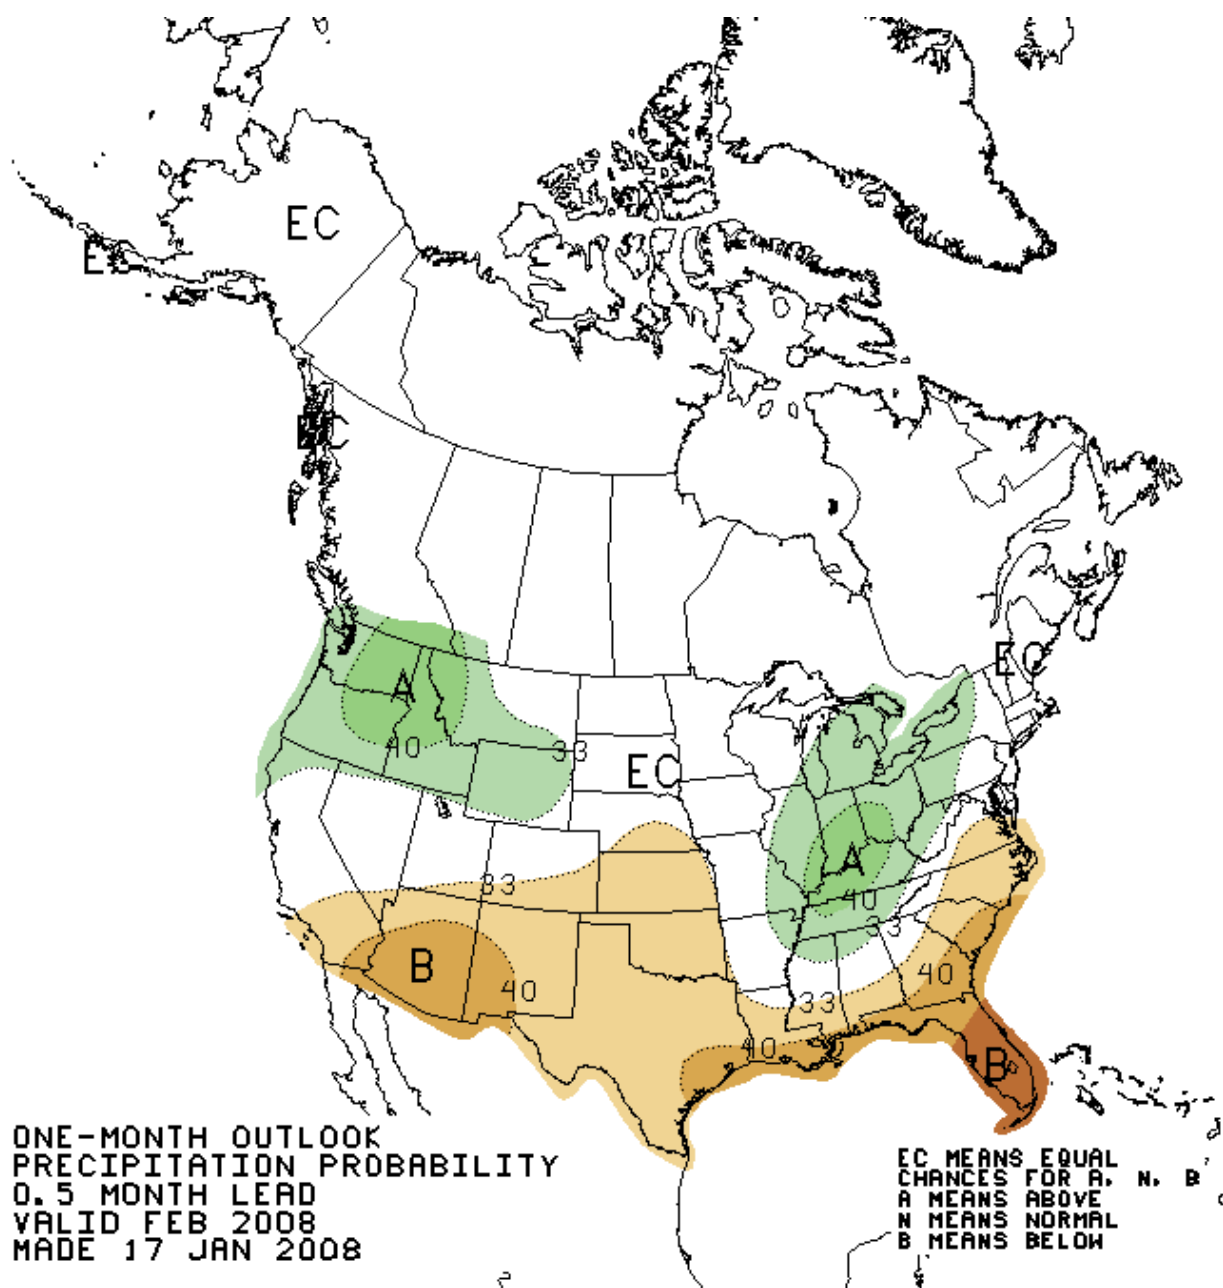 EC
EC
EC
EC
A
40
33
EC
A
40
33
33
B
40
40
33
40
B
ONE-MONTH OUTLOOK
PRECIPITATION PROBABILITY
0.5 MONTH LEAD
VALID FEB 2008
MADE 17 JAN 2008
EC MEANS EQUAL
CHANCES FOR A, N, B
A MEANS ABOVE
N MEANS NORMAL
B MEANS BELOW